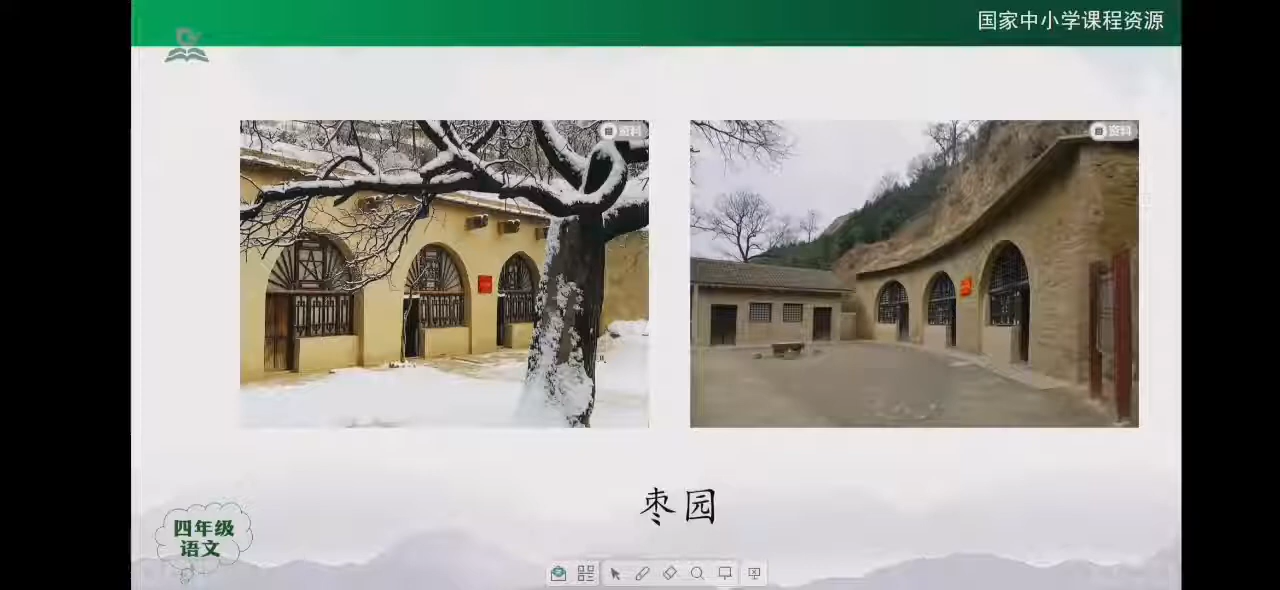 国家中小学课程资源
资料
资料
枣园
四年级
语文